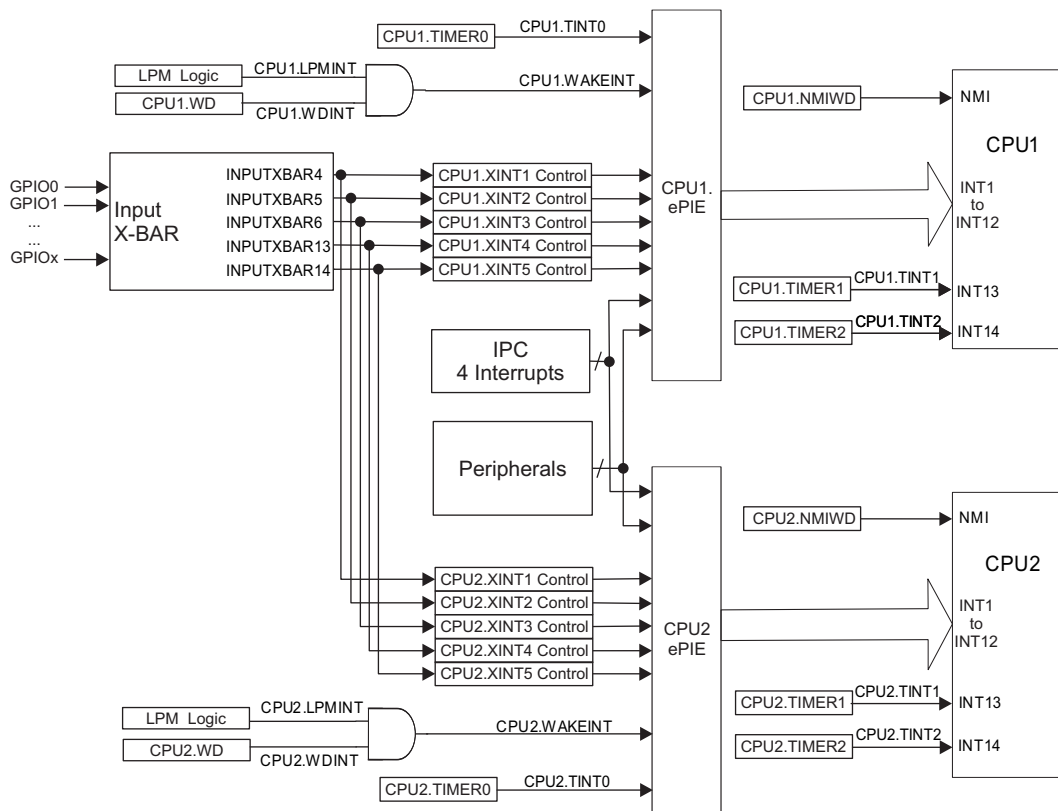 CPU1.TIMER0
CPU1.TINT0
LPM Logic
CPU1.LPMINT
CPU1.WD
CPU1.WDINT
CPU1.WAKEINT
CPU1.NMIWD
NMI
CPU1
GPIO0
GPIO1
...
...
GPIOx
Input
X-BAR
INPUTXBAR4
INPUTXBAR5
INPUTXBAR6
INPUTXBAR13
INPUTXBAR14
CPU1.XINT1 Control
CPU1.XINT2 Control
CPU1.XINT3 Control
CPU1.XINT4 Control
CPU1.XINT5 Control
CPU1.
ePIE
INT1
to
INT12
CPU1.TIMER1
CPU1.TINT1
INT13
CPU1.TIMER2
CPU1.TINT2
INT14
IPC
4 Interrupts
Peripherals
CPU2.NMIWD
NMI
CPU2
CPU2.XINT1 Control
CPU2.XINT2 Control
CPU2.XINT3 Control
CPU2.XINT4 Control
CPU2.XINT5 Control
CPU2
ePIE
INT1
to
INT12
CPU2.TIMER1
CPU2.TINT1
INT13
CPU2.TIMER2
CPU2.TINT2
INT14
LPM Logic
CPU2.LPMINT
CPU2.WD
CPU2.WDINT
CPU2.WAKEINT
CPU2.TIMER0
CPU2.TINT0